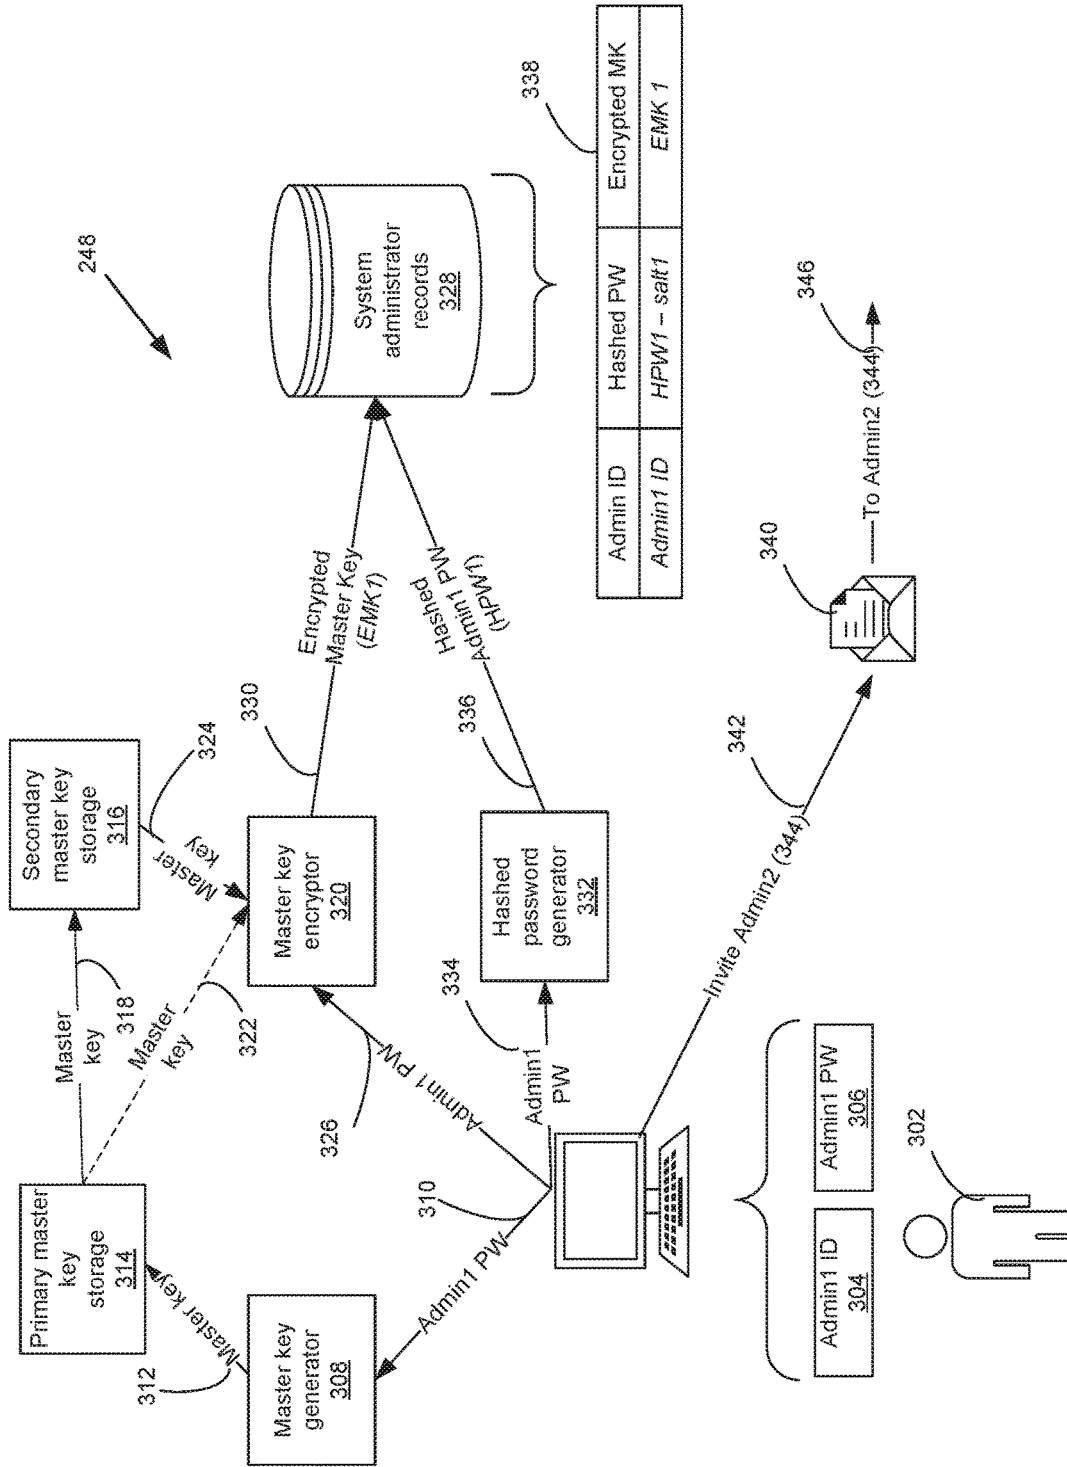 248
Primary master
key
storage
314
Master
key
318
Secondary
master key
storage
316
Master key
312
Master
key
322
Master
key
324
Master key
generator
308
Master key
encryptor
320
330
Encrypted
Master Key
(EMK1)
System
administrator
records
328
Admin1 PW
310
Admin1 PW
326
Admin1
PW
334
Hashed
password
generator
332
336
Hashed
Admin1 PW
(HPW1)
338
Admin ID Hashed PW Encrypted MK
Admin1 ID HPW1 – salt1 EMK 1
Invite Admin2 (344)
342
340
To Admin2 (344)
346
Admin1 ID
304
Admin1 PW
306
302